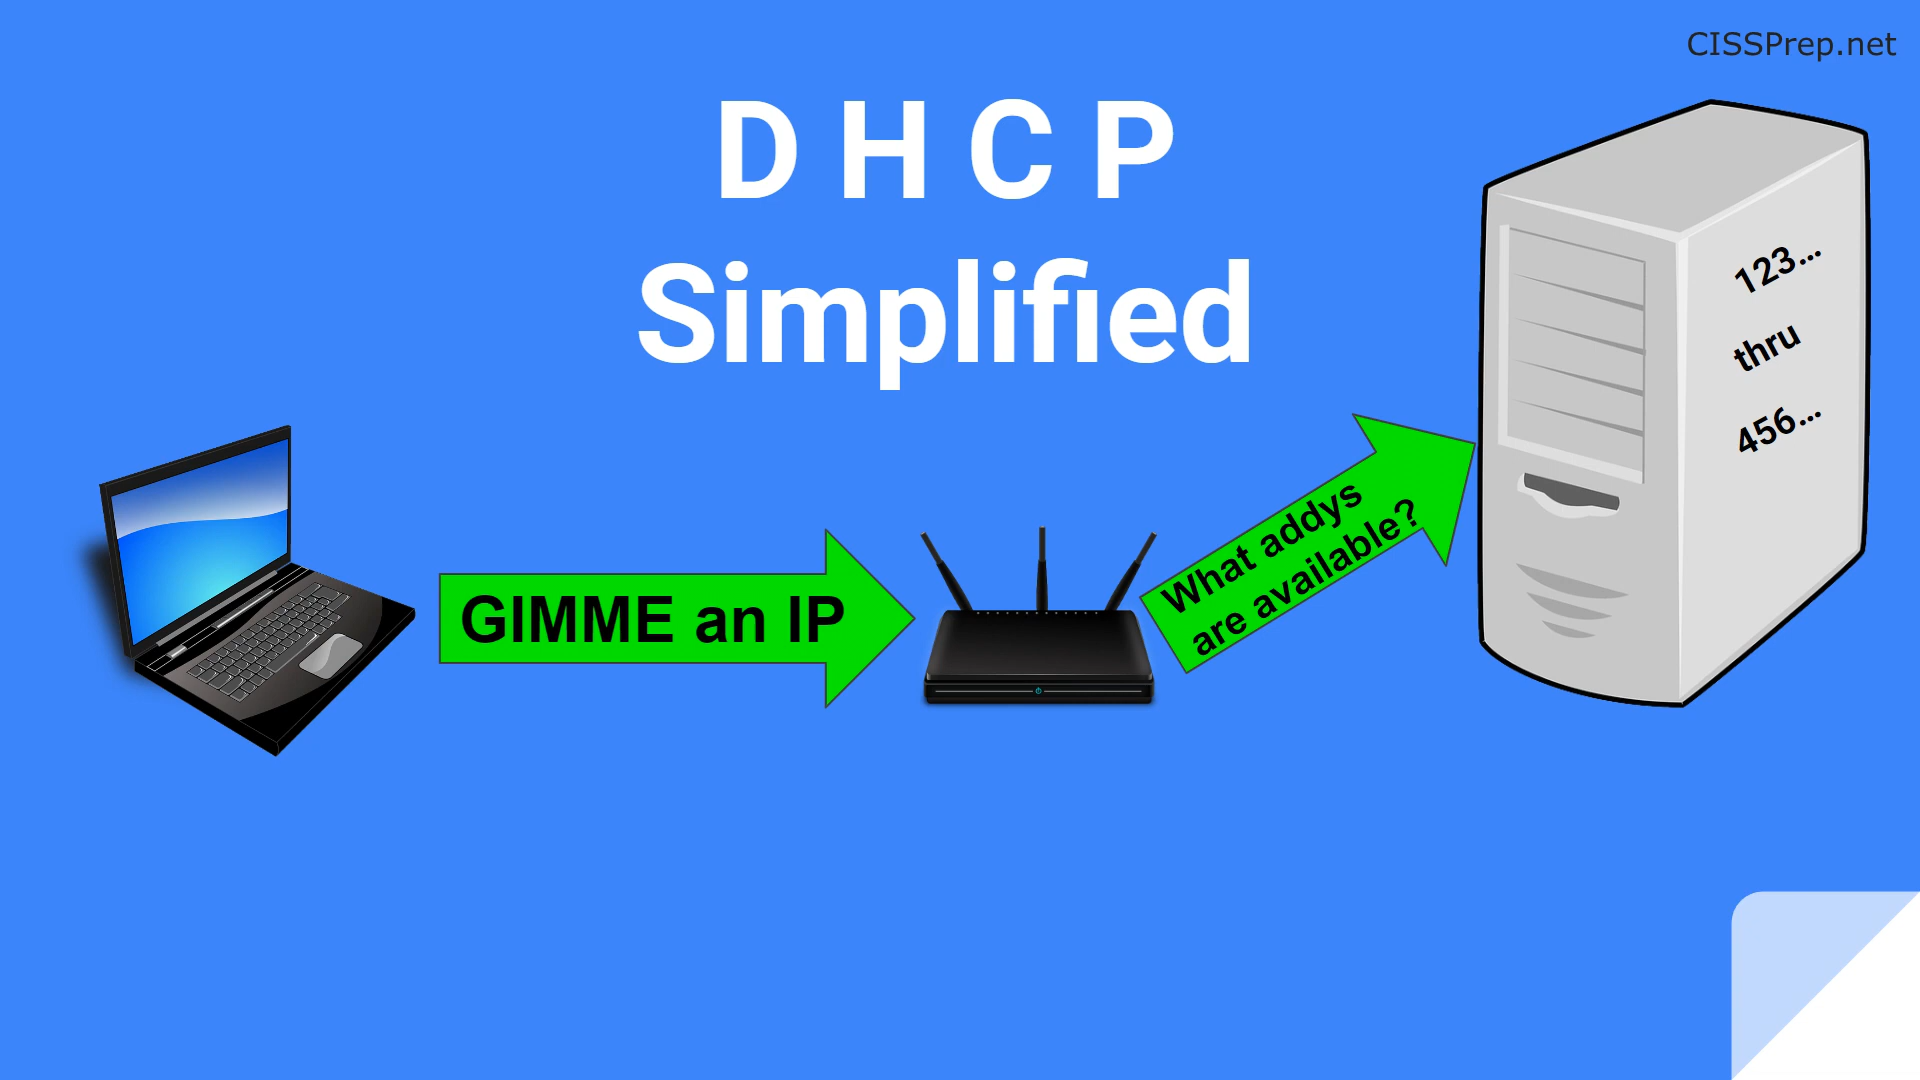 CISSPrep.net
D H C P
Simplified
123...
thru
456...
GIMME an IP
What addys
are available?